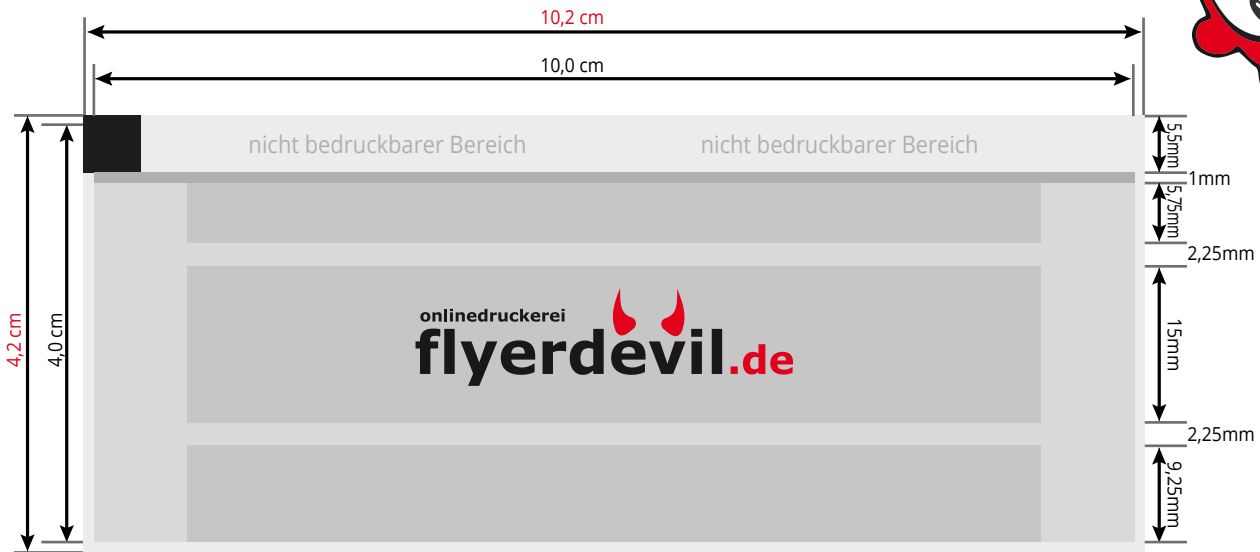 10,2 cm
10,0 cm
nicht bedruckbarer Bereich nicht bedruckbarer Bereich
5,5mm
1mm
5,75mm
2,25mm
4,2 cm
4,0 cm
onlinedruckerei
flyerdevil.de
15mm
2,25mm
9,25mm